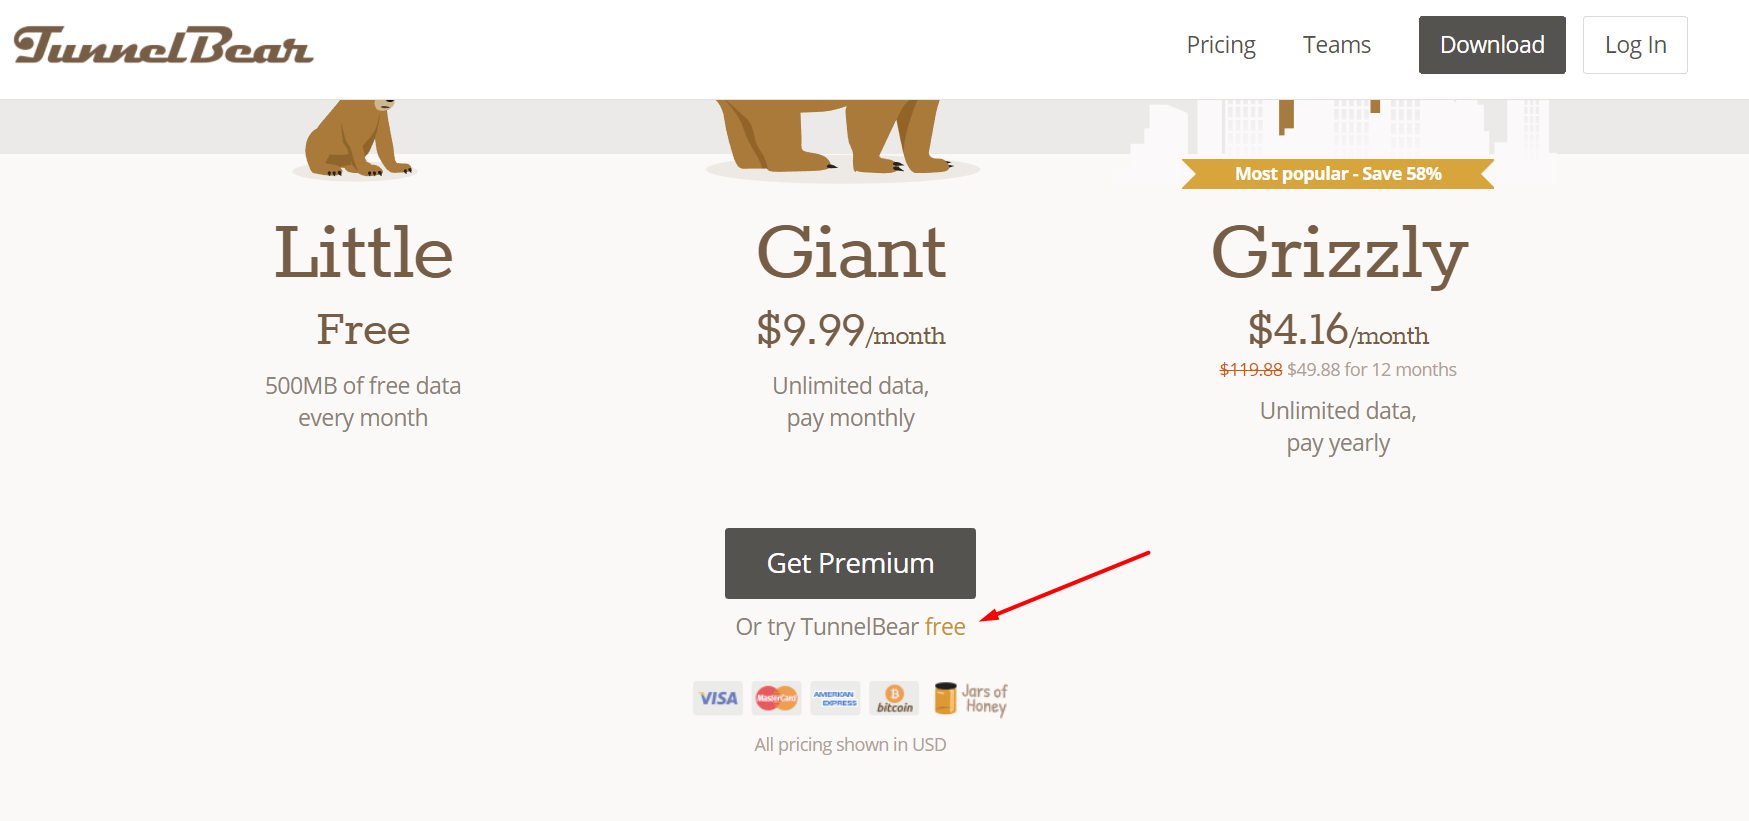 TunnelBear
Pricing
Teams
Download
Log In
Most popular - Save 58%
Little
Free
500MB of free data
every month
Giant
$9.99/month
Unlimited data,
pay monthly
Grizzly
$4.16/month
$119.88 $49.88 for 12 months
Unlimited data,
pay yearly
Get Premium
Or try TunnelBear free
VISA
MasterCard
AMERICAN
EXPRESS
bitcoin
Jars of
Honey
All pricing shown in USD